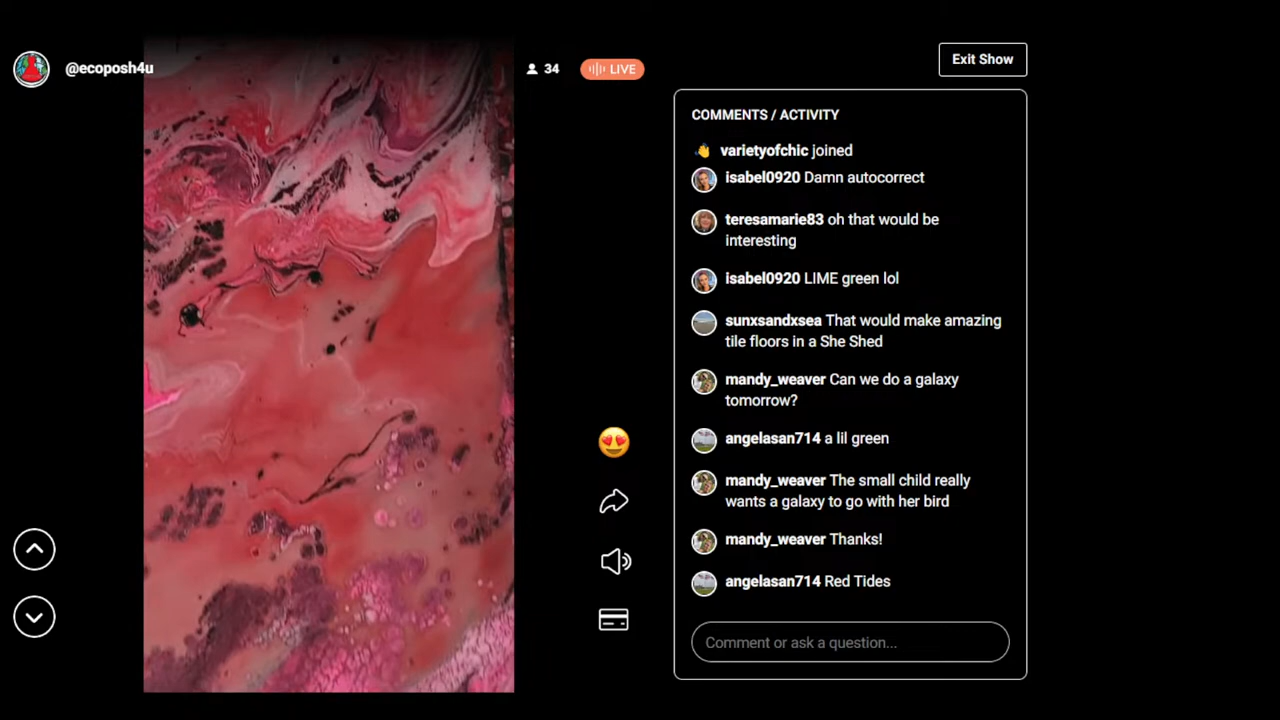 @ecoposh4u
34
LIVE
Exit Show
COMMENTS / ACTIVITY
varietyofchic joined
isabel0920 Damn autocorrect
teresamarie83 oh that would be
interesting
isabel0920 LIME green lol
sunxsandxsea That would make amazing
tile floors in a She Shed
mandy_weaver Can we do a galaxy
tomorrow?
angelasan714 a lil green
mandy_weaver The small child really
wants a galaxy to go with her bird
mandy_weaver Thanks!
angelasan714 Red Tides
Comment or ask a question...